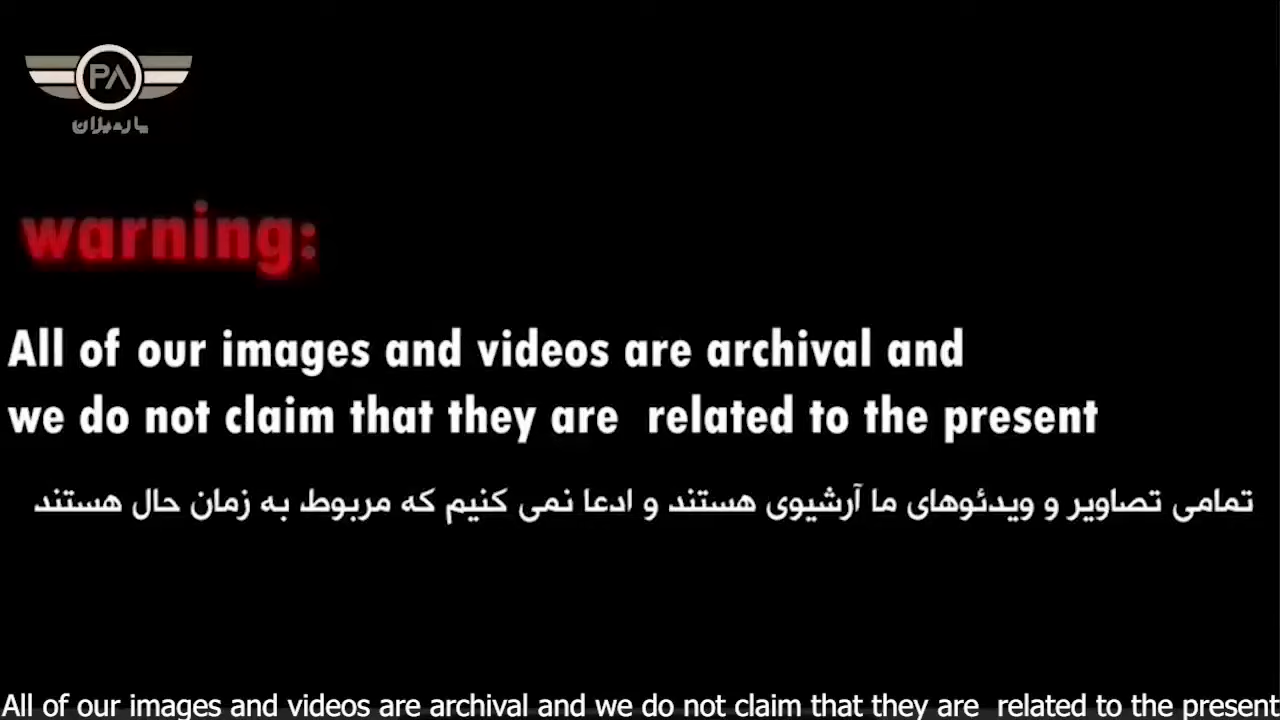 PA
warning:
All of our images and videos are archival and
we do not claim that they are  related to the present
تمامی تصاویر و ویدئوهای ما آرشیوی هستند و ادعا نمی کنیم که مربوط به زمان حال هستند
All of our images and videos are archival and we do not claim that they are  related to the present